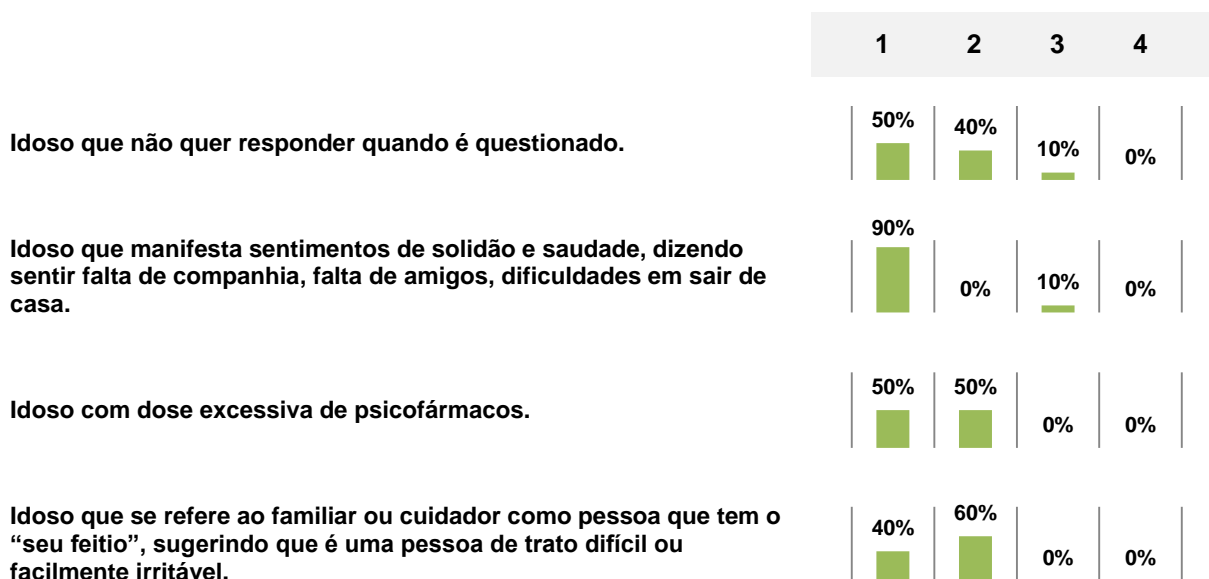 1 2 3 4
Idoso que não quer responder quando é questionado.
50% 40% 10% 0%
Idoso que manifesta sentimentos de solidão e saudade, dizendo
sentir falta de companhia, falta de amigos, dificuldades em sair de
casa.
90% 0% 10% 0%
Idoso com dose excessiva de psicofármacos.
50% 50% 0% 0%
Idoso que se refere ao familiar ou cuidador como pessoa que tem o
“seu feitio”, sugerindo que é uma pessoa de trato difícil ou
facilmente irritável.
40% 60% 0% 0%